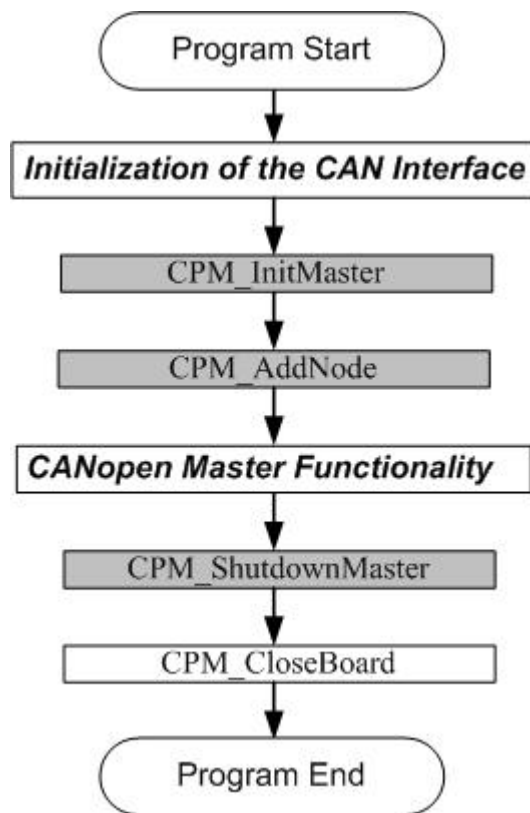 Program Start
Initialization of the CAN Interface
CPM_InitMaster
CPM_AddNode
CANopen Master Functionality
CPM_ShutdownMaster
CPM_CloseBoard
Program End